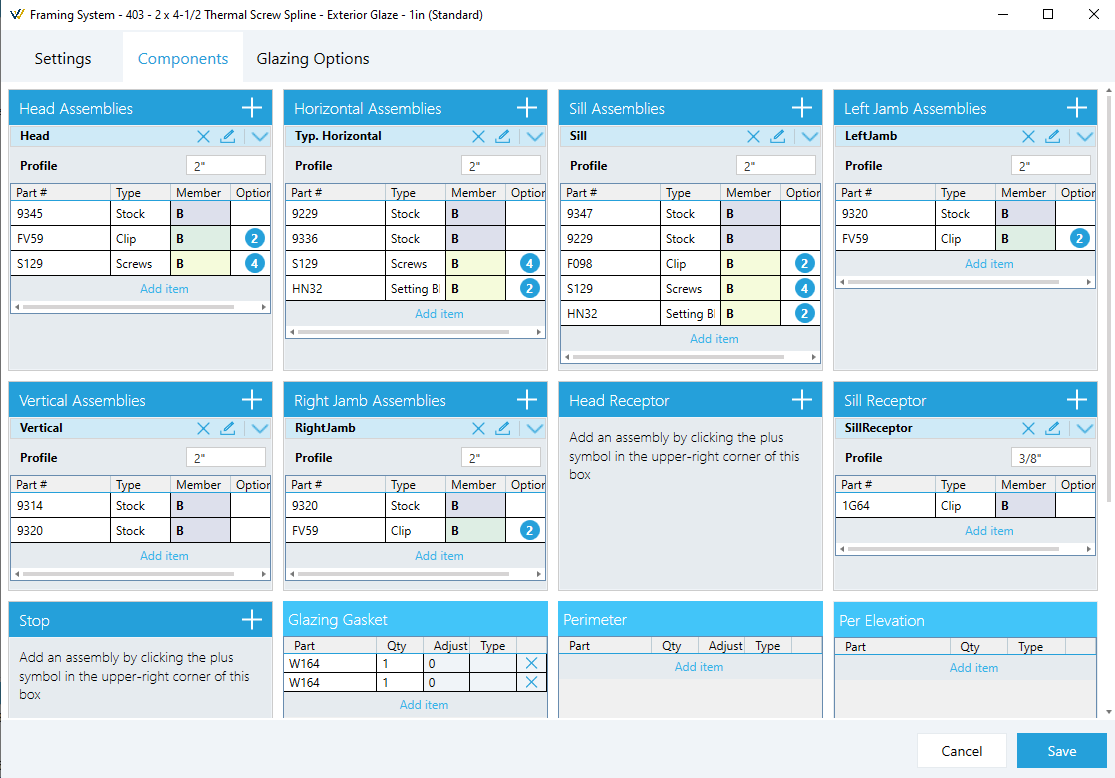 Framing System - 403 - 2 x 4-1/2 Thermal Screw Spline - Exterior Glaze - 1in (Standard)
Settings
Components
Glazing Options
Head Assemblies
Head
Profile
2"
Part # Type Member Option
9345 Stock B
FV59 Clip B 2
S129 Screws B 4
Add item
Horizontal Assemblies
Typ. Horizontal
Profile
2"
Part # Type Member Option
9229 Stock B
9336 Stock B
S129 Screws B 4
HN32 Setting Bl B 2
Add item
Sill Assemblies
Sill
Profile
2"
Part # Type Member Option
9347 Stock B
9229 Stock B
F098 Clip B 2
S129 Screws B 4
HN32 Setting Bl B 2
Add item
Left Jamb Assemblies
LeftJamb
Profile
2"
Part # Type Member Option
9320 Stock B
FV59 Clip B 2
Add item
Vertical Assemblies
Vertical
Profile
2"
Part # Type Member Option
9314 Stock B
9320 Stock B
Add item
Right Jamb Assemblies
RightJamb
Profile
2"
Part # Type Member Option
9320 Stock B
FV59 Clip B 2
Add item
Head Receptor
Add an assembly by clicking the plus
symbol in the upper-right corner of this
box
Sill Receptor
SillReceptor
Profile
3/8"
Part # Type Member Option
1G64 Clip B
Add item
Stop
Add an assembly by clicking the plus
symbol in the upper-right corner of this
box
Glazing Gasket
Part Qty Adjust Type
W164 1 0
W164 1 0
Add item
Perimeter
Part Qty Adjust Type
Add item
Per Elevation
Part Qty Type
Add item
Cancel
Save